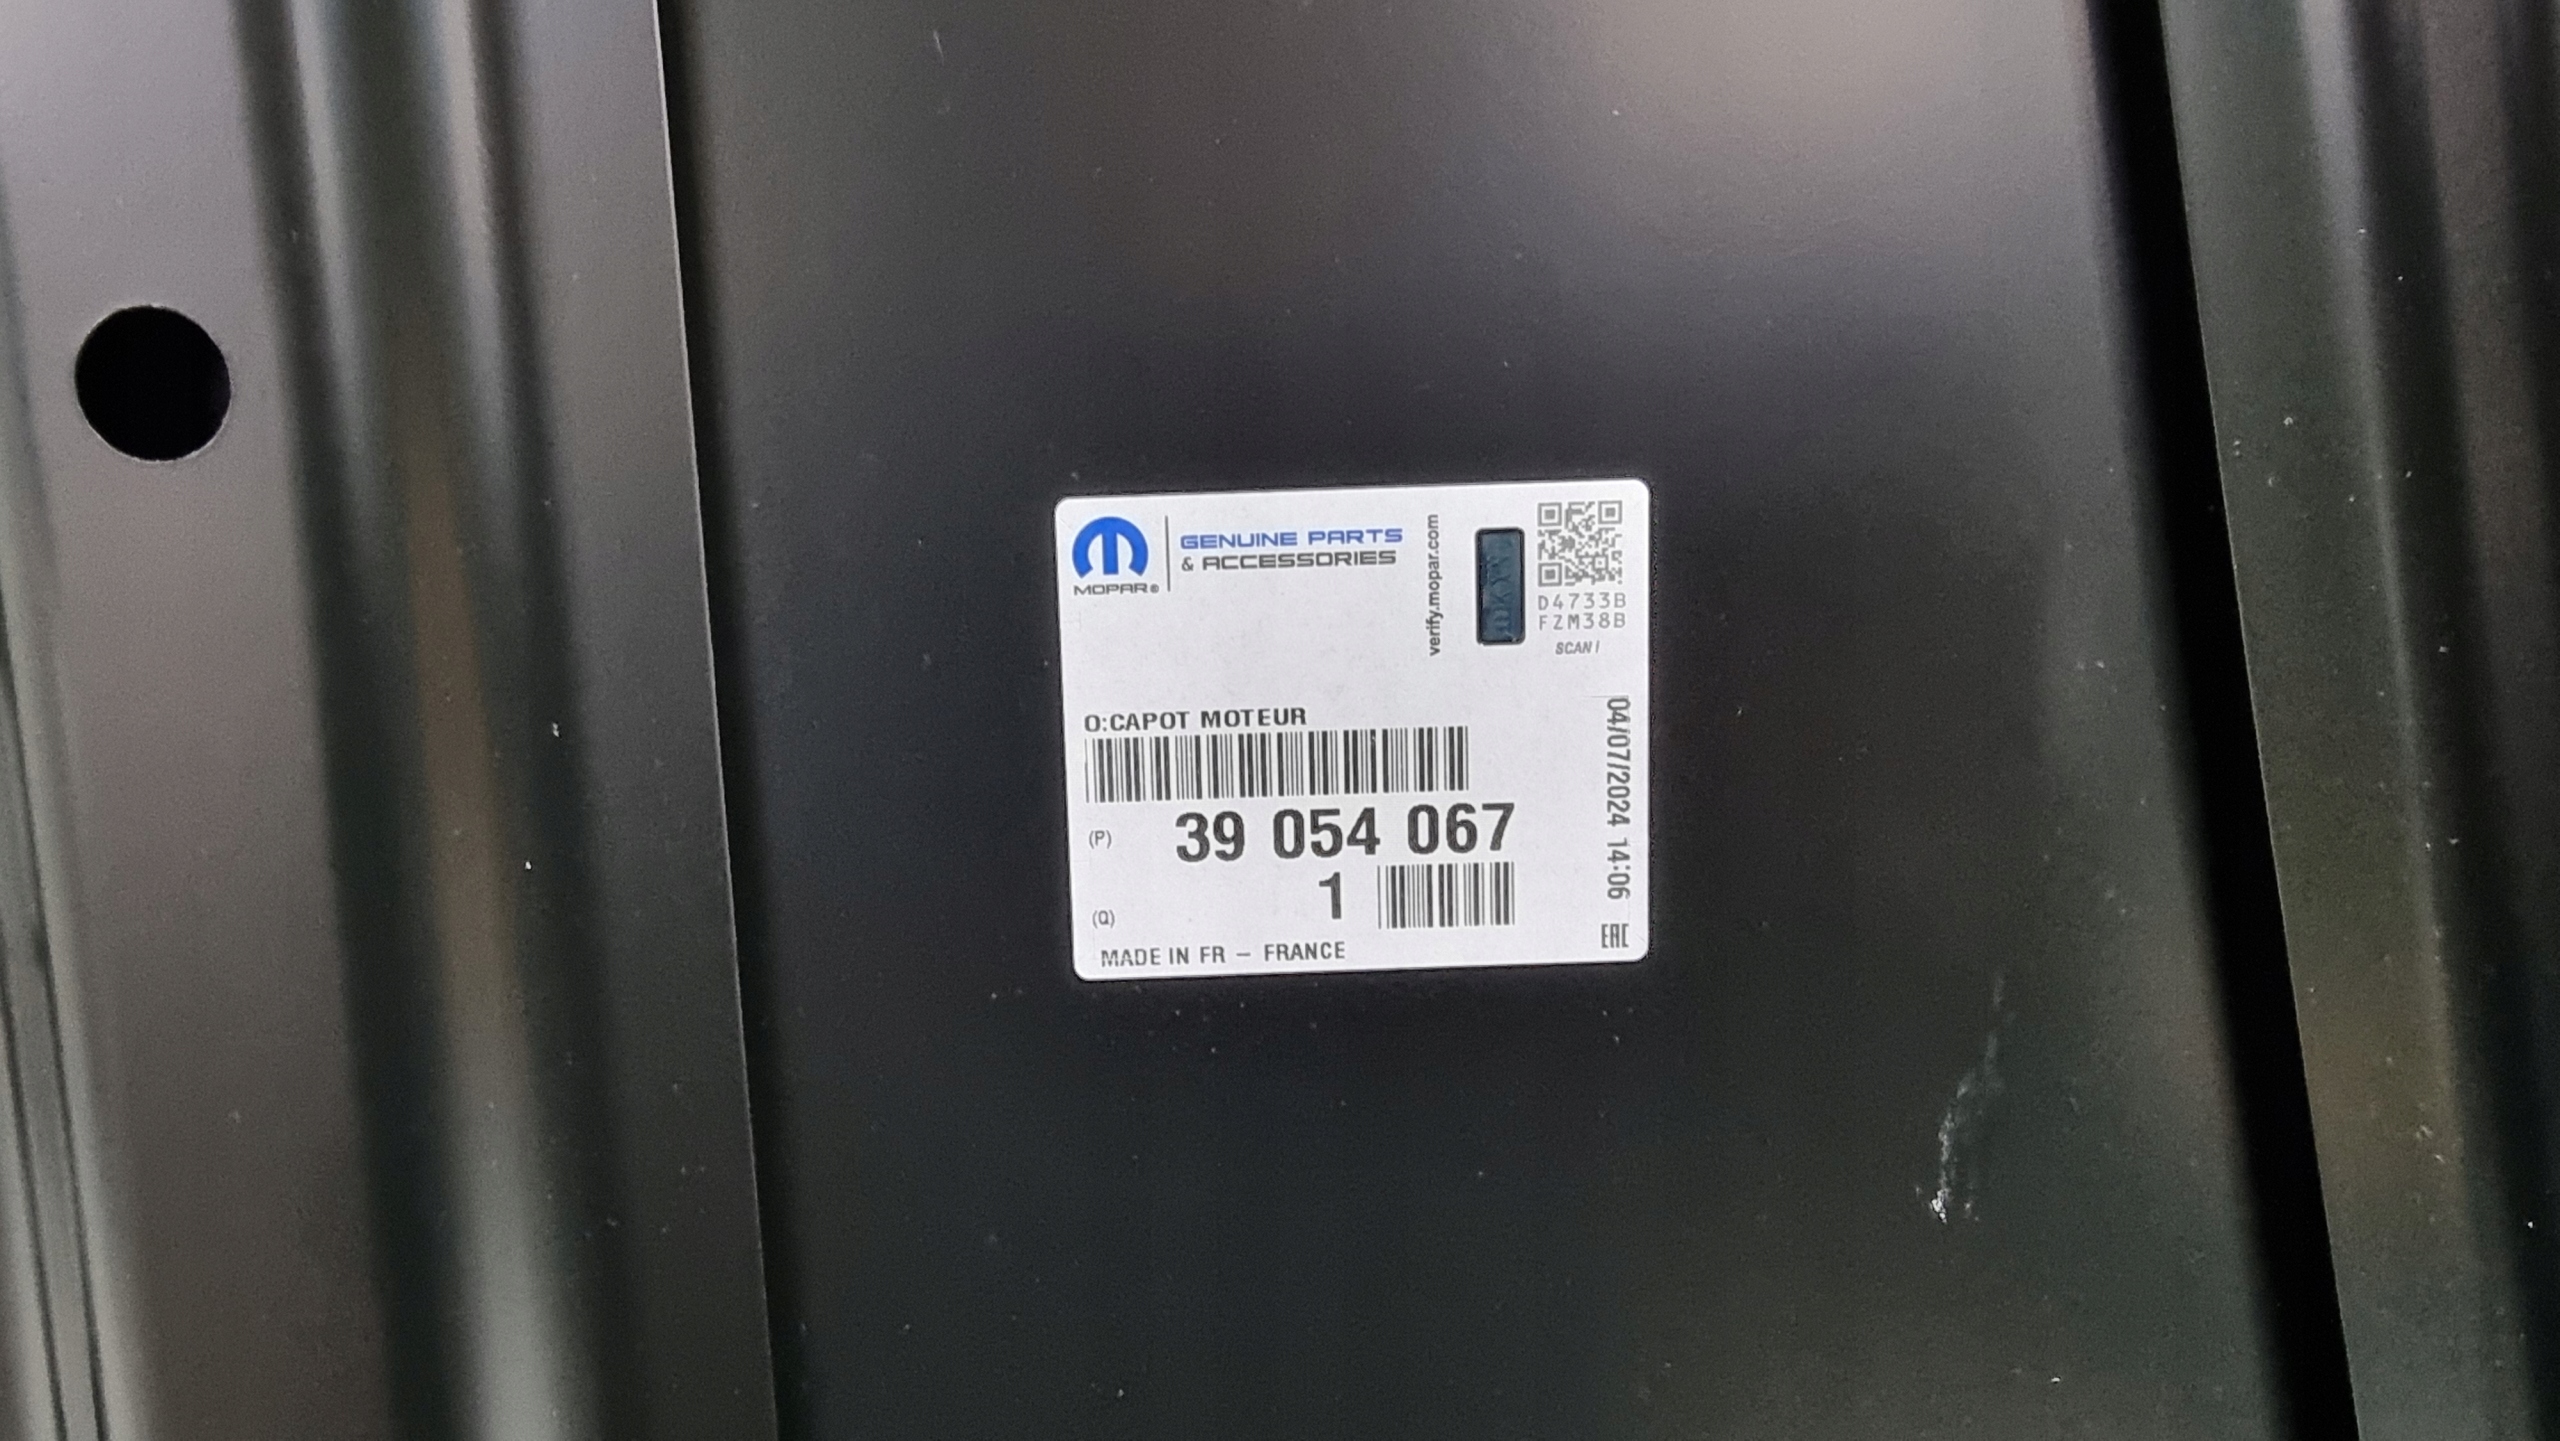 MOPAR®
GENUINE PARTS
& ACCESSORIES
verify.mopar.com
D4733B
FZM38B
SCAN!
O:CAPOT MOTEUR
(P) 39 054 067
(Q) 1
04/07/2024 14:06
EAC
MADE IN FR – FRANCE